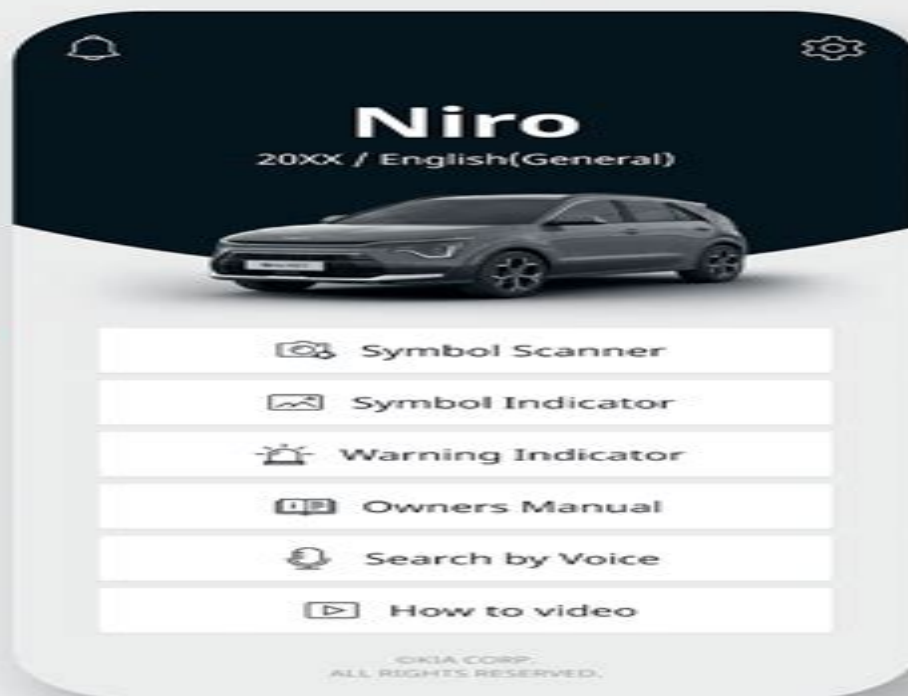 Niro
20XX / English(General)
Symbol Scanner
Symbol Indicator
Warning Indicator
Owners Manual
Search by Voice
How to video
©KIA CORP.
ALL RIGHTS RESERVED.